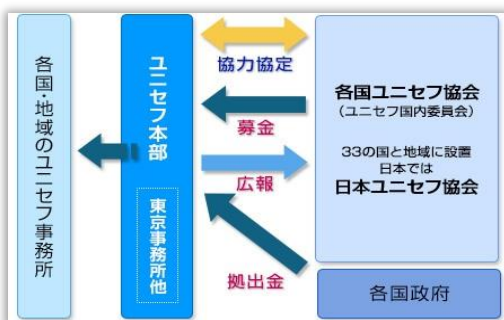 各国・地域のユニセフ事務所
ユニセフ本部
東京事務所他
協力協定
募金
広報
拠出金
各国ユニセフ協会
（ユニセフ国内委員会）
33の国と地域に設置
日本では
日本ユニセフ協会
各国政府